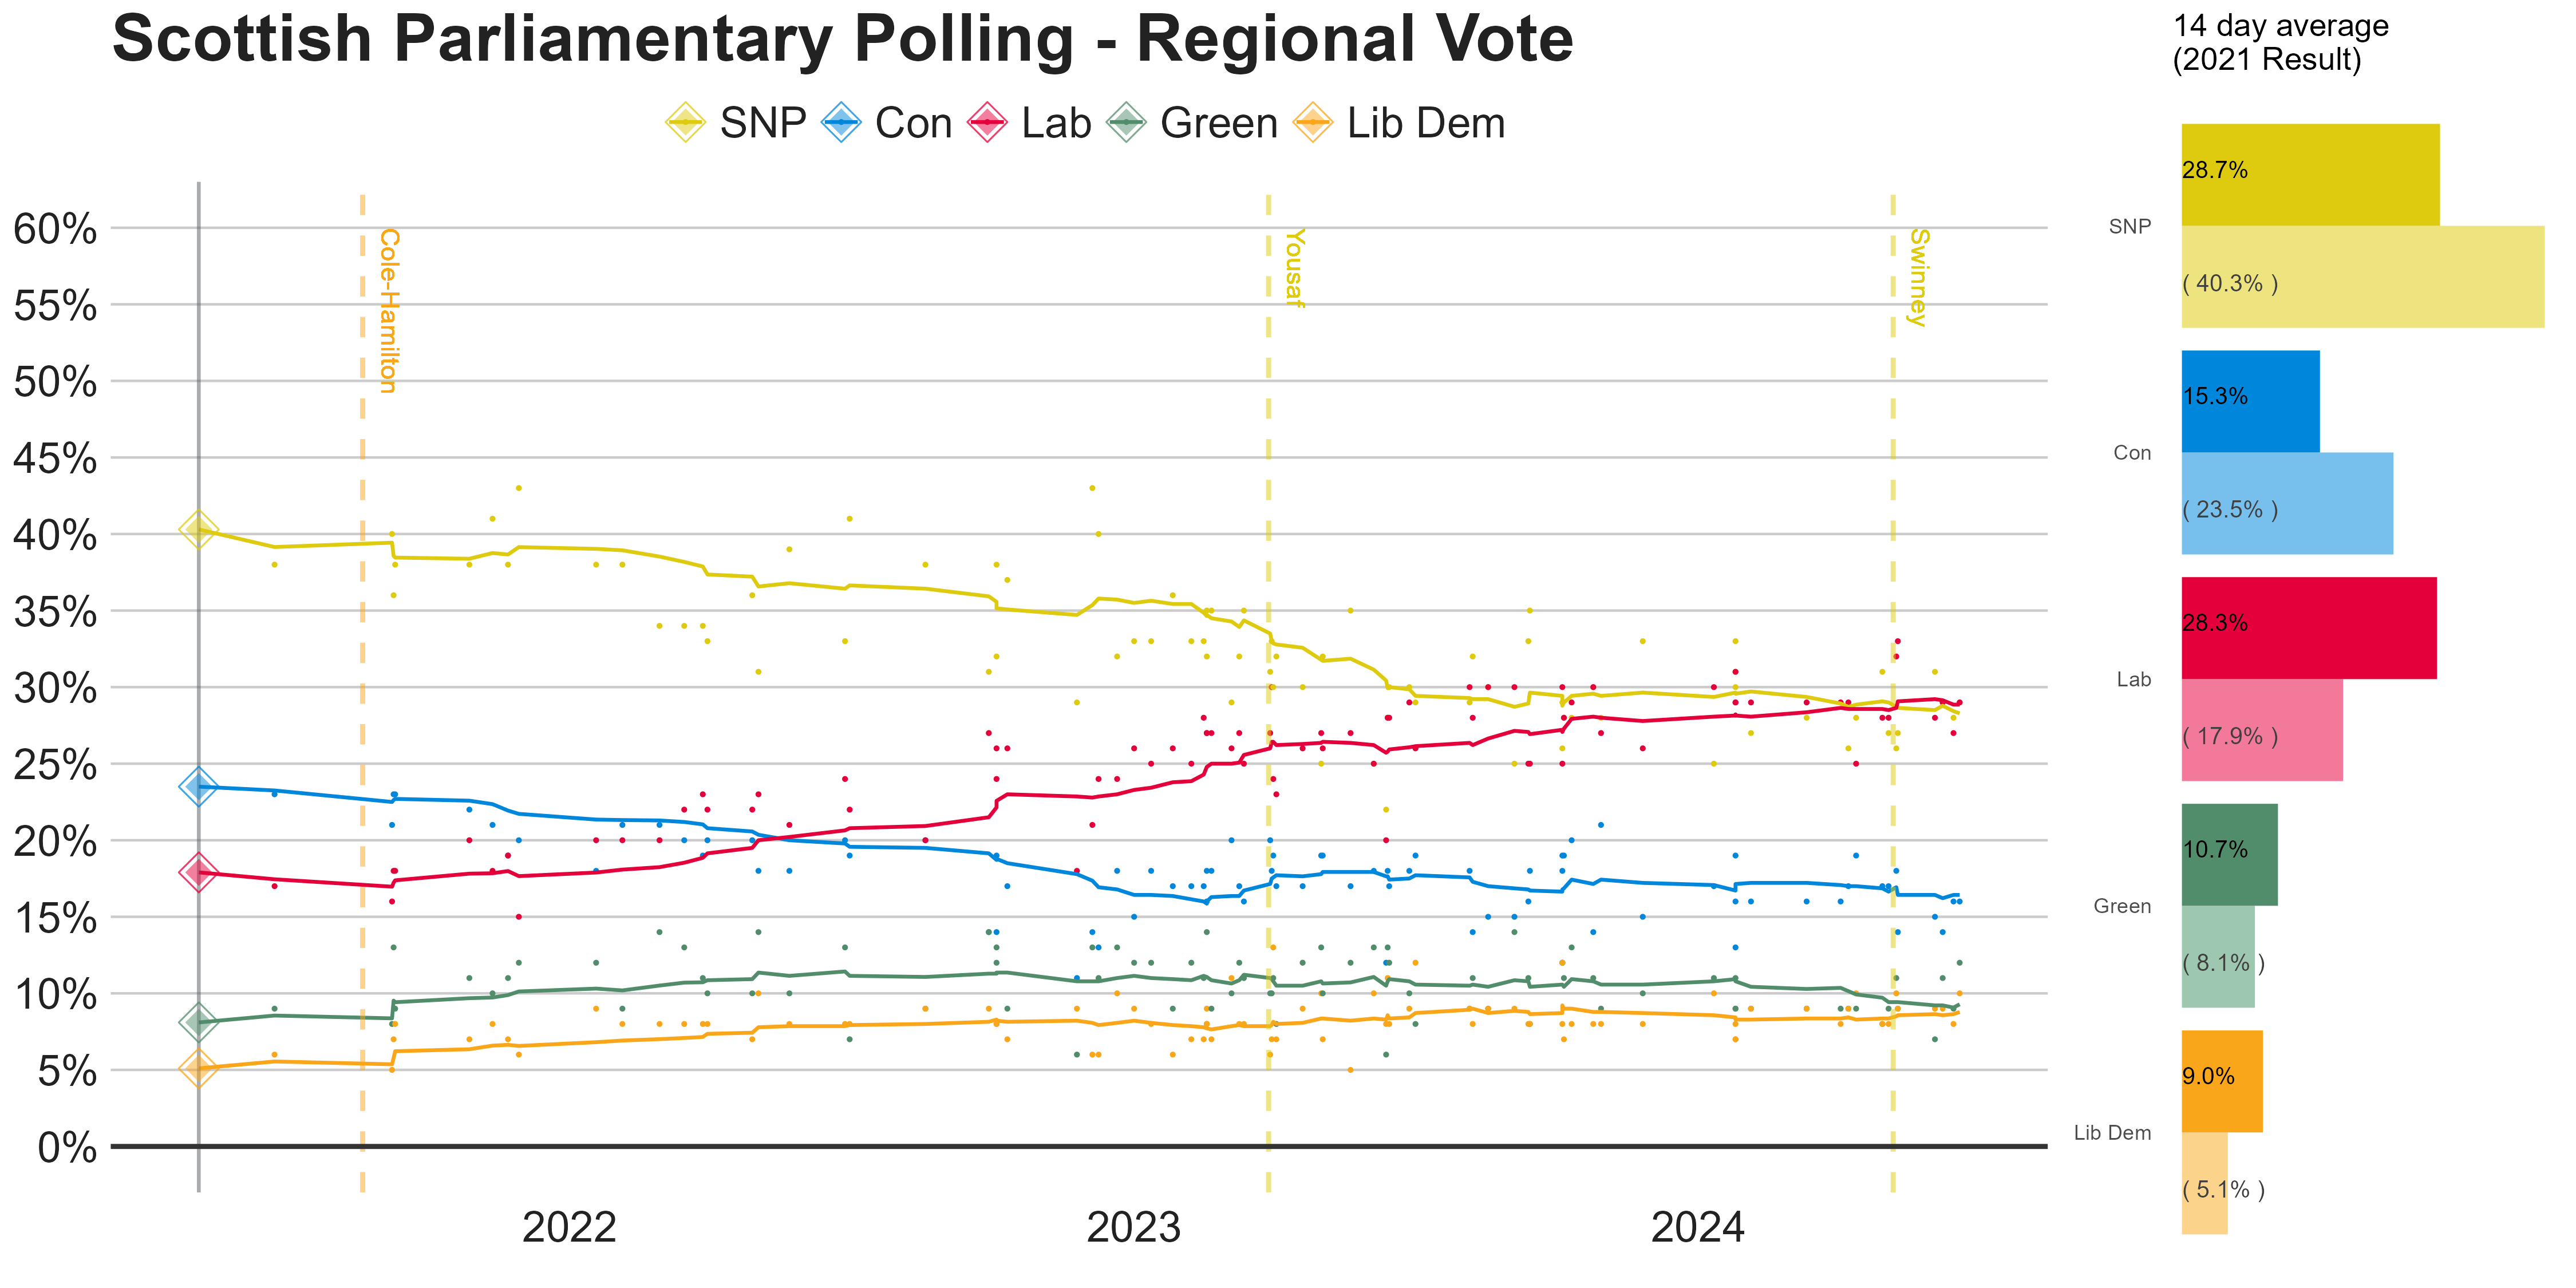 Scottish Parliamentary Polling - Regional Vote
14 day average
(2021 Result)
SNP Con Lab Green Lib Dem
60%
55%
50%
45%
40%
35%
30%
25%
20%
15%
10%
5%
0%
Cole-Hamilton
Yousaf
Swinney
2022 2023 2024
SNP
28.7%
( 40.3% )
Con
15.3%
( 23.5% )
Lab
28.3%
( 17.9% )
Green
10.7%
( 8.1% )
Lib Dem
9.0%
( 5.1% )